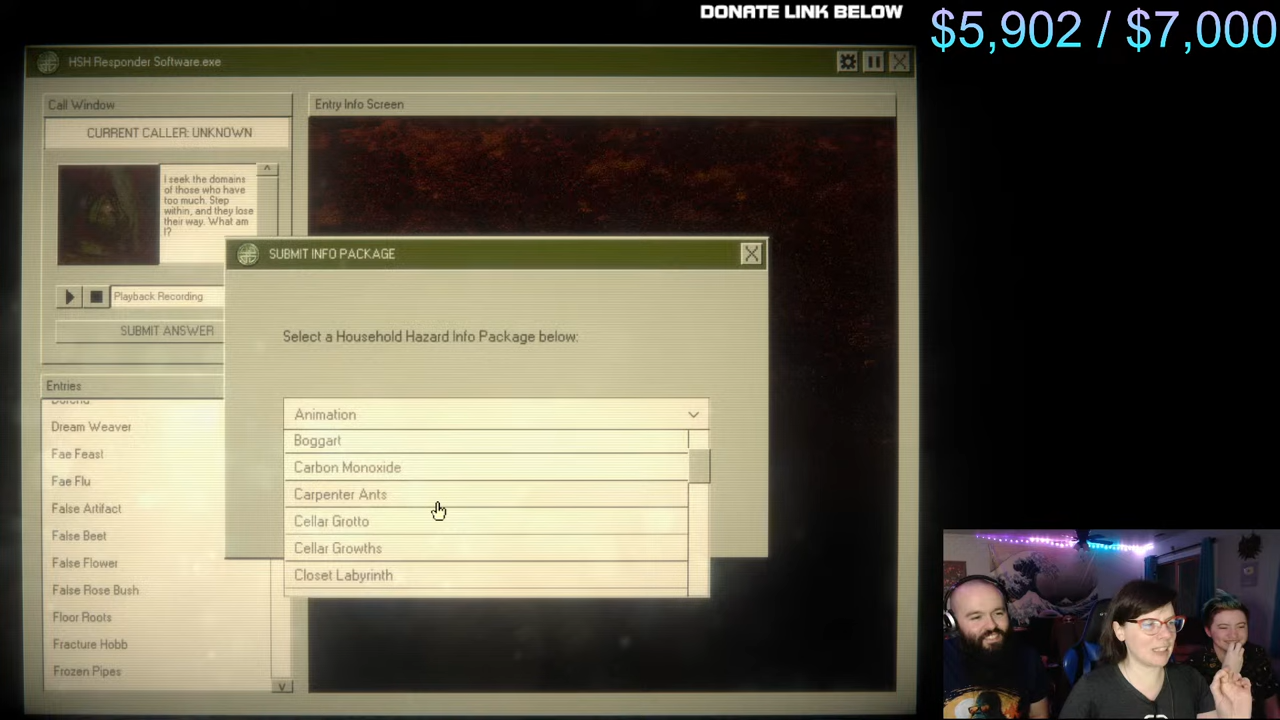 DONATE LINK BELOW
$5,902 / $7,000
HSH Responder Software.exe
Call Window
Entry Info Screen
CURRENT CALLER: UNKNOWN
I seek the domains
of those who have
too much. Step
within, and they lose
their way. What am
I?
SUBMIT INFO PACKAGE
Playback Recording
SUBMIT ANSWER
Select a Household Hazard Info Package below:
Entries
Dream Weaver
Fae Feast
Fae Flu
False Artifact
False Beet
False Flower
False Rose Bush
Floor Roots
Fracture Hobb
Frozen Pipes
Animation
Boggart
Carbon Monoxide
Carpenter Ants
Cellar Grotto
Cellar Growths
Closet Labyrinth